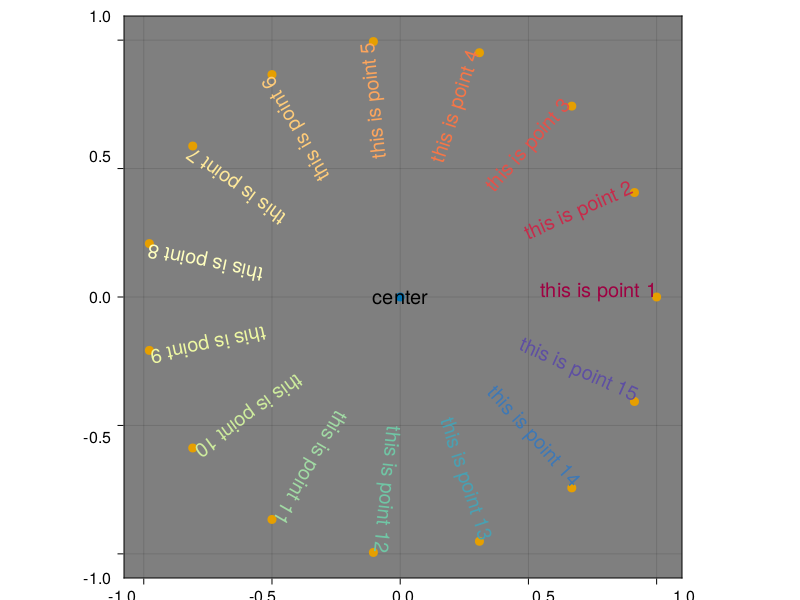 1.0
0.5
0.0
-0.5
-1.0
this is point 1
this is point 2
this is point 3
this is point 4
this is point 5
this is point 6
this is point 7
this is point 8
this is point 9
this is point 10
this is point 11
this is point 12
this is point 13
this is point 14
this is point 15
center
-1.0 -0.5 0.0 0.5 1.0